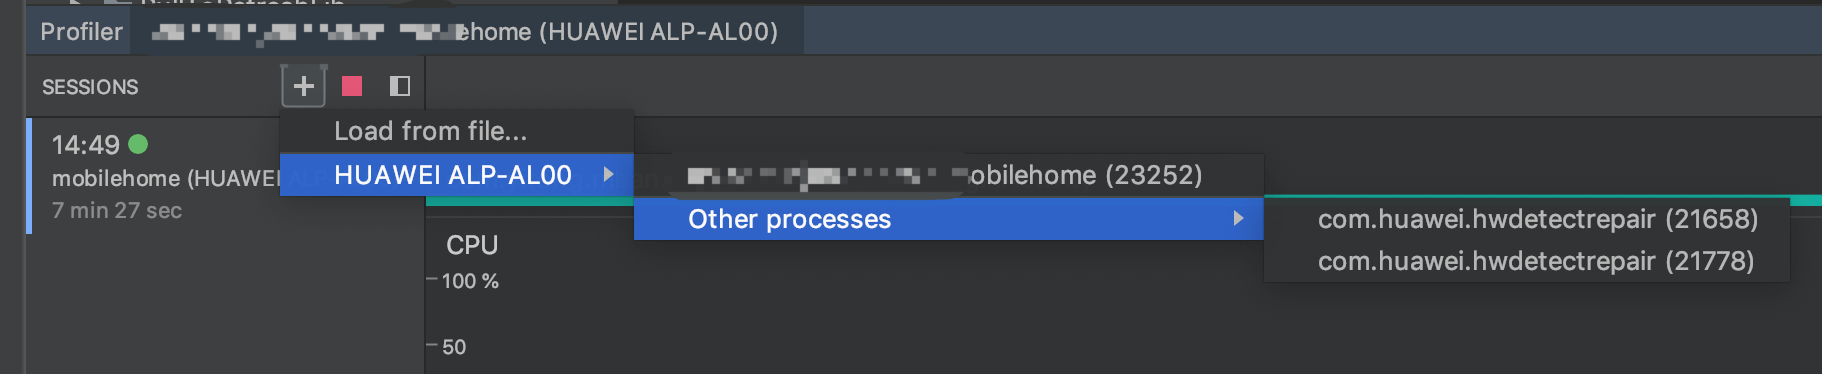 Profiler
ehome (HUAWEI ALP-AL00)
SESSIONS
14:49
mobilehome (HUAWEI
7 min 27 sec
Load from file...
HUAWEI ALP-AL00
obilehome (23252)
Other processes
com.huawei.hwdetectrepair (21658)
com.huawei.hwdetectrepair (21778)
CPU
100 %
50